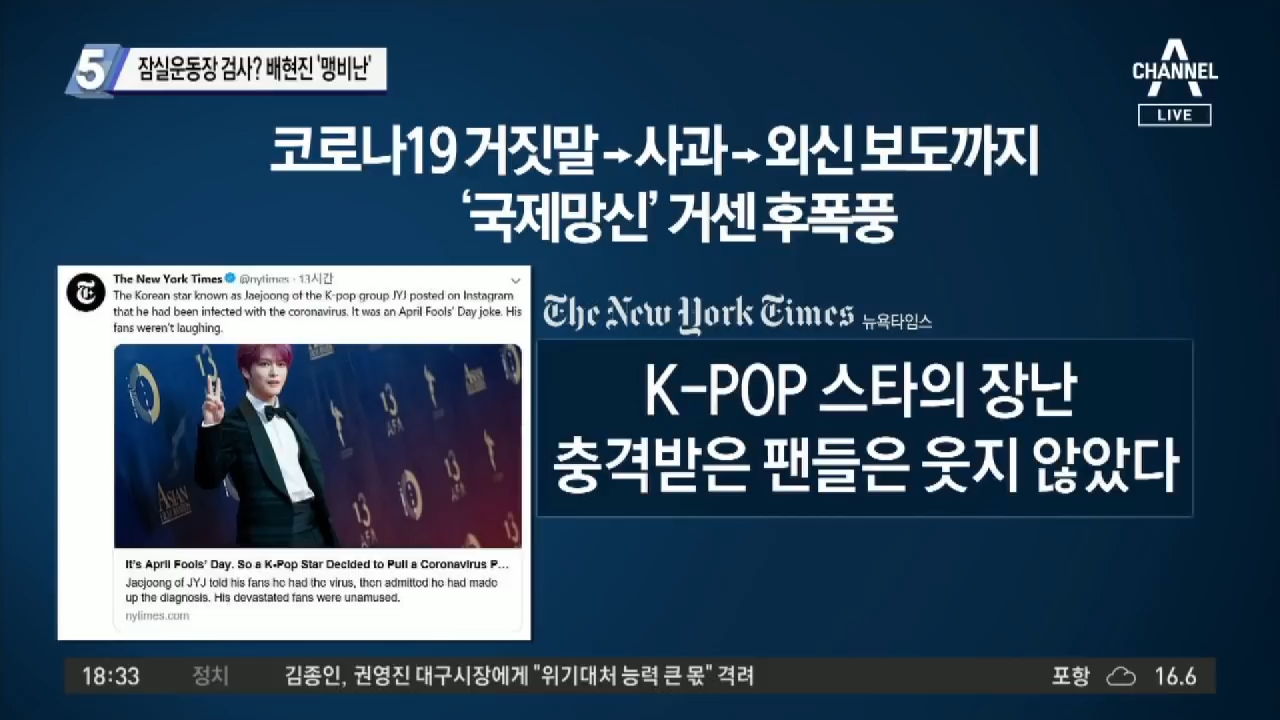 5 잠실운동장 검사? 배현진 '맹비난'
CHANNEL A
LIVE
코로나19 거짓말→사과→외신 보도까지
'국제망신' 거센 후폭풍
The New York Times @nytimes · 13시간
The Korean star known as Jaejoong of the K-pop group JYJ posted on Instagram
that he had been infected with the coronavirus. It was an April Fools' Day joke. His
fans weren't laughing.
13
ASIAN
13
AFA
13
AFA
13
It's April Fools' Day. So a K-Pop Star Decided to Pull a Coronavirus P...
Jaejoong of JYJ told his fans he had the virus, then admitted he had made
up the diagnosis. His devastated fans were unamused.
nytimes.com
The New York Times 뉴욕타임스
K-POP 스타의 장난
충격받은 팬들은 웃지 않았다
18:33 정치 김종인, 권영진 대구시장에게 "위기대처 능력 큰 몫" 격려 포항 16.6